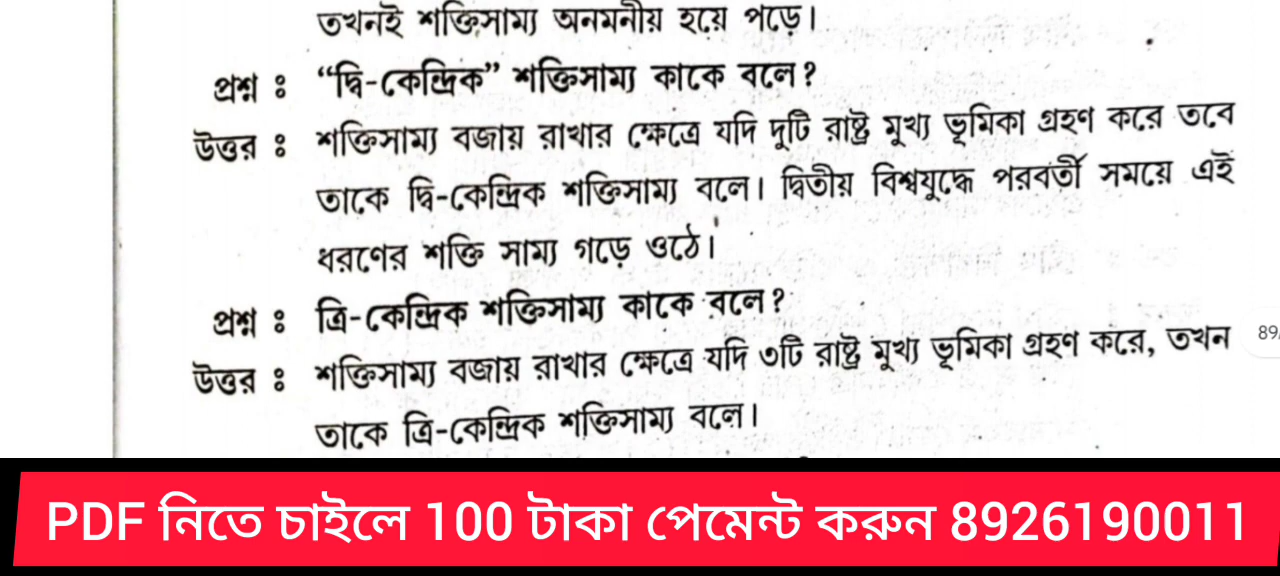 তখনই শক্তিসাম্য অনমনীয় হয়ে পড়ে।
প্রশ্ন ঃ “দ্বি-কেন্দ্রিক” শক্তিসাম্য কাকে বলে?
উত্তর ঃ শক্তিসাম্য বজায় রাখার ক্ষেত্রে যদি দুটি রাষ্ট্র মুখ্য ভূমিকা গ্রহণ করে তবে
তাকে দ্বি-কেন্দ্রিক শক্তিসাম্য বলে। দ্বিতীয় বিশ্বযুদ্ধে পরবর্তী সময়ে এই
ধরণের শক্তি সাম্য গড়ে ওঠে।
প্রশ্ন ঃ ত্রি-কেন্দ্রিক শক্তিসাম্য কাকে বলে?
উত্তর ঃ শক্তিসাম্য বজায় রাখার ক্ষেত্রে যদি ৩টি রাষ্ট্র মুখ্য ভূমিকা গ্রহণ করে, তখন
তাকে ত্রি-কেন্দ্রিক শক্তিসাম্য বলে।
89
PDF নিতে চাইলে 100 টাকা পেমেন্ট করুন 8926190011